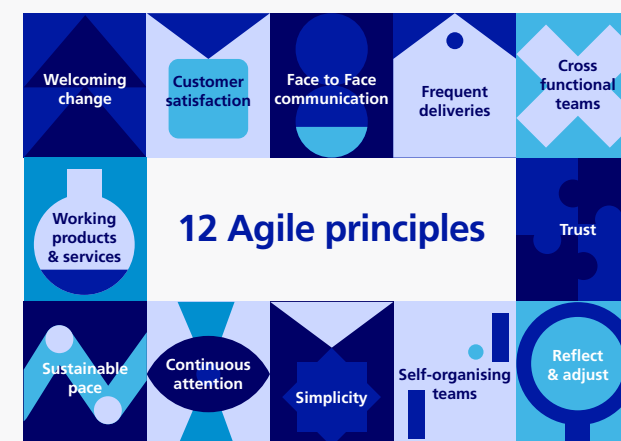 Welcoming
change
Customer
satisfaction
Face to Face
communication
Frequent
deliveries
Cross
functional
teams
Working
products
& services
12 Agile principles
Trust
Sustainable
pace
Continuous
attention
Simplicity
Self-organising
teams
Reflect
& adjust